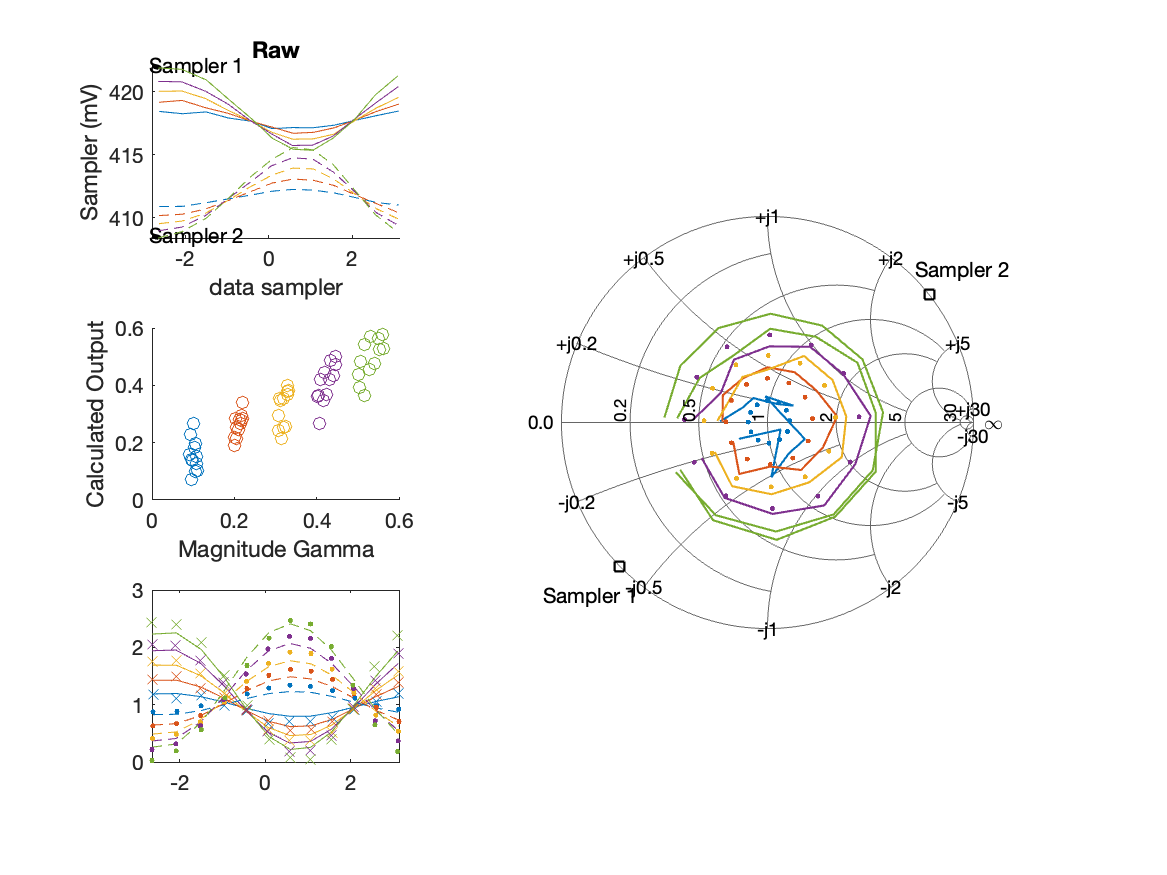 Raw
Sampler 1
420
415
410
Sampler (mV)
Sampler 2
-2 0 2
data sampler
0.6
0.4
0.2
0
Calculated Output
0 0.2 0.4 0.6
Magnitude Gamma
3
2
1
0
-2 0 2
+j1
+j0.5
+j2
Sampler 2
+j0.2
+j5
0.0
0.2
0.5
1
2
5
30
+j30
-j30
∞
-j0.2
-j5
Sampler 1
-j0.5
-j2
-j1